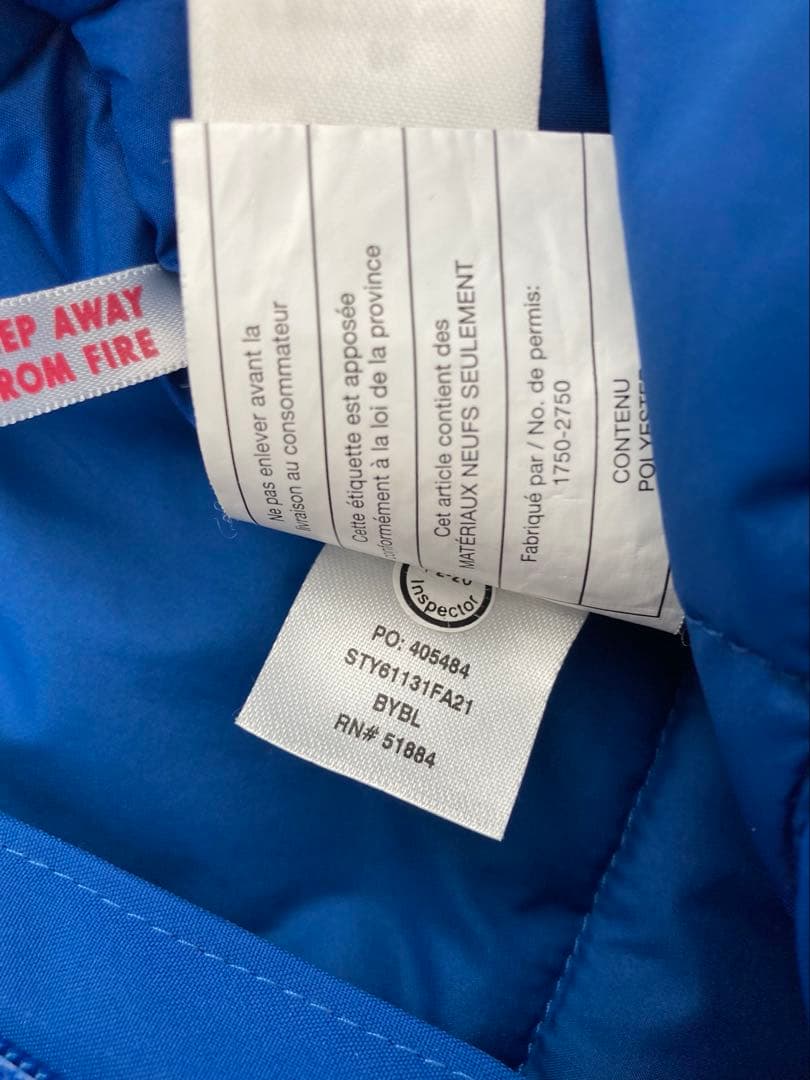 AWAY
FIRE
Ne pas enlever avant la
livraison au consommateur
Cette étiquette est apposée
conformément à la loi de la province
Cet article contient des
MATÉRIAUX NEUFS SEULEMENT
Fabriqué par / No. de permis:
1750-2750
CONTENU
Inspector
PO: 405484
STY61131FA21
BYBL
RN# 51884